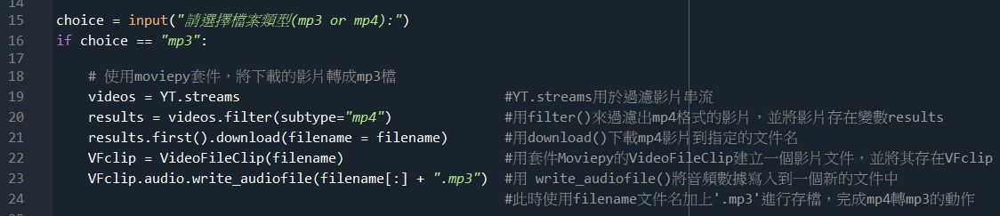 14
15 choice = input("請選擇檔案類型(mp3 or mp4):")
16 if choice == "mp3":
17
18 # 使用moviepy套件，將下載的影片轉成mp3檔
19 videos = YT.streams #YT.streams用於過濾影片串流
20 results = videos.filter(subtype="mp4") #用filter()來過濾出mp4格式的影片，並將影片存在變數results
21 results.first().download(filename = filename) #用download()下載mp4影片到指定的文件名
22 VFclip = VideoFileClip(filename) #用套件Moviepy的VideoFileClip建立一個影片文件，並將其存在VFclip
23 VFclip.audio.write_audiofile(filename[:] + ".mp3") #用 write_audiofile()將音頻數據寫入到一個新的文件中
24 #此時使用filename文件名加上'.mp3'進行存檔，完成mp4轉mp3的動作